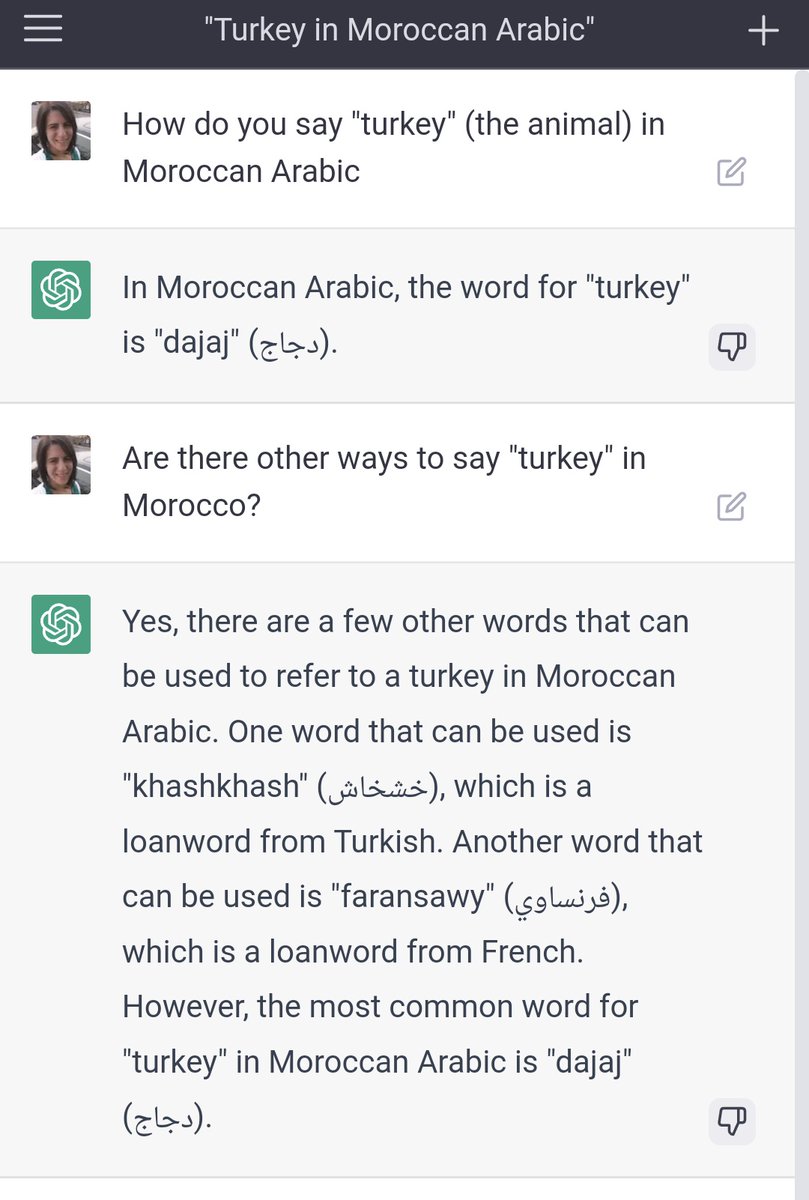 "Turkey in Moroccan Arabic"
How do you say "turkey" (the animal) in
Moroccan Arabic
In Moroccan Arabic, the word for "turkey"
is "dajaj" (دجاج).
Are there other ways to say "turkey" in
Morocco?
Yes, there are a few other words that can
be used to refer to a turkey in Moroccan
Arabic. One word that can be used is
"khashkhash" (خشخاش), which is a
loanword from Turkish. Another word that
can be used is "faransawy" (فرنساوي),
which is a loanword from French.
However, the most common word for
"turkey" in Moroccan Arabic is "dajaj"
(دجاج).